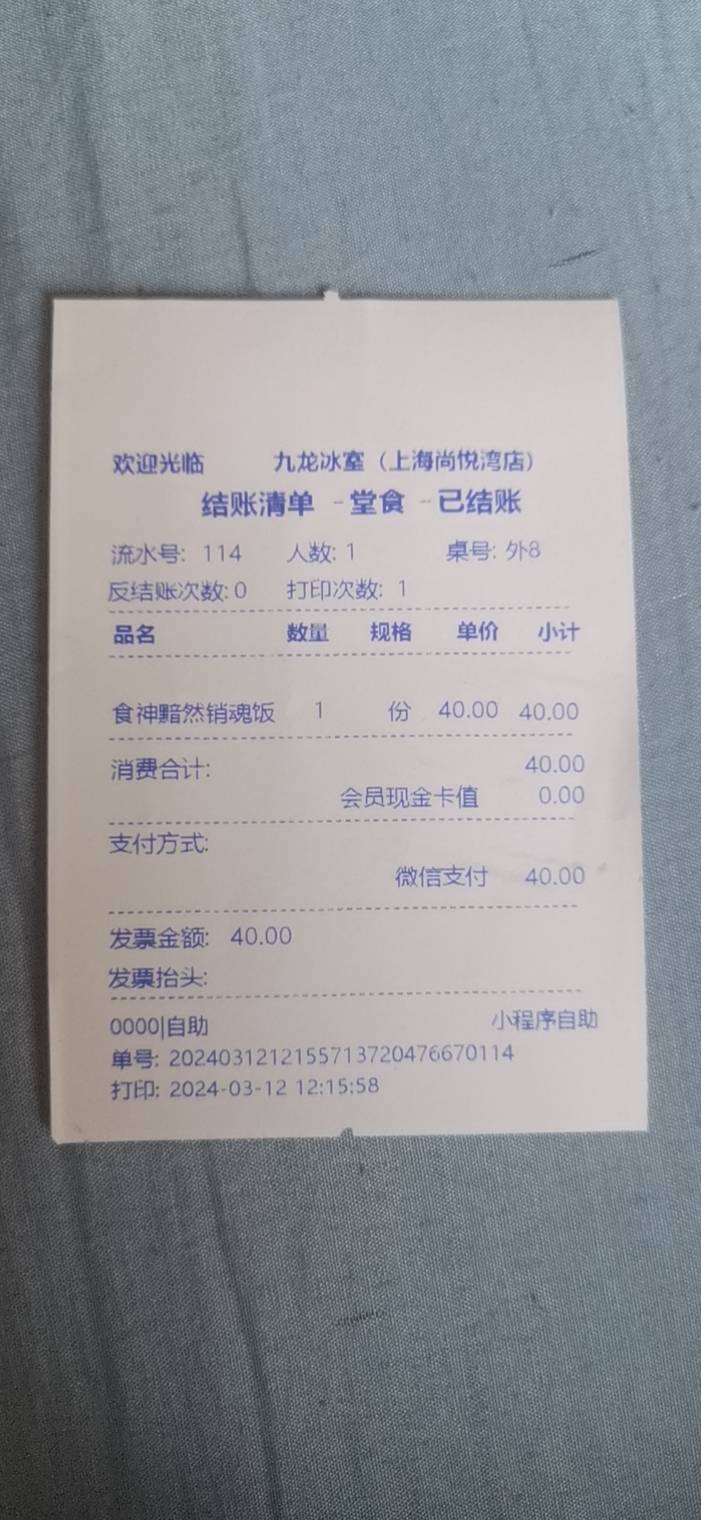 欢迎光临 九龙冰室（上海尚悦湾店）
结账清单 - 堂食 - 已结账
流水号: 114 人数: 1 桌号: 外8
反结账次数: 0 打印次数: 1
品名 数量 规格 单价 小计
食神黯然销魂饭 1 份 40.00 40.00
消费合计: 40.00
会员现金卡值 0.00
支付方式:
微信支付 40.00
发票金额: 40.00
发票抬头:
0000|自助 小程序自助
单号: 20240312121557137204766​70114
打印: 2024-03-12 12:15:58